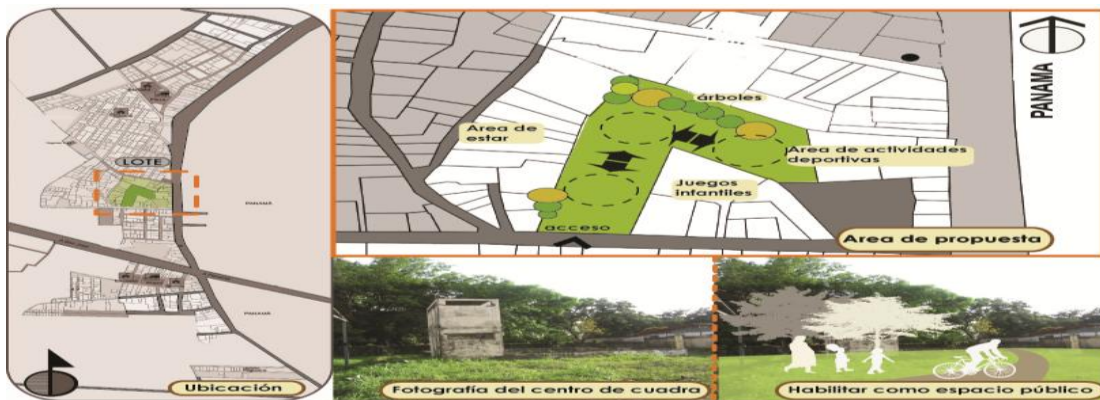 LOTE
PANAMÁ
PANAMÁ
Ubicación
PANAMA
árboles
Area de
estar
Area de actividades
deportivas
Juegos
infantiles
acceso
Area de propuesta
Fotografía del centro de cuadra
Habilitar como espacio público